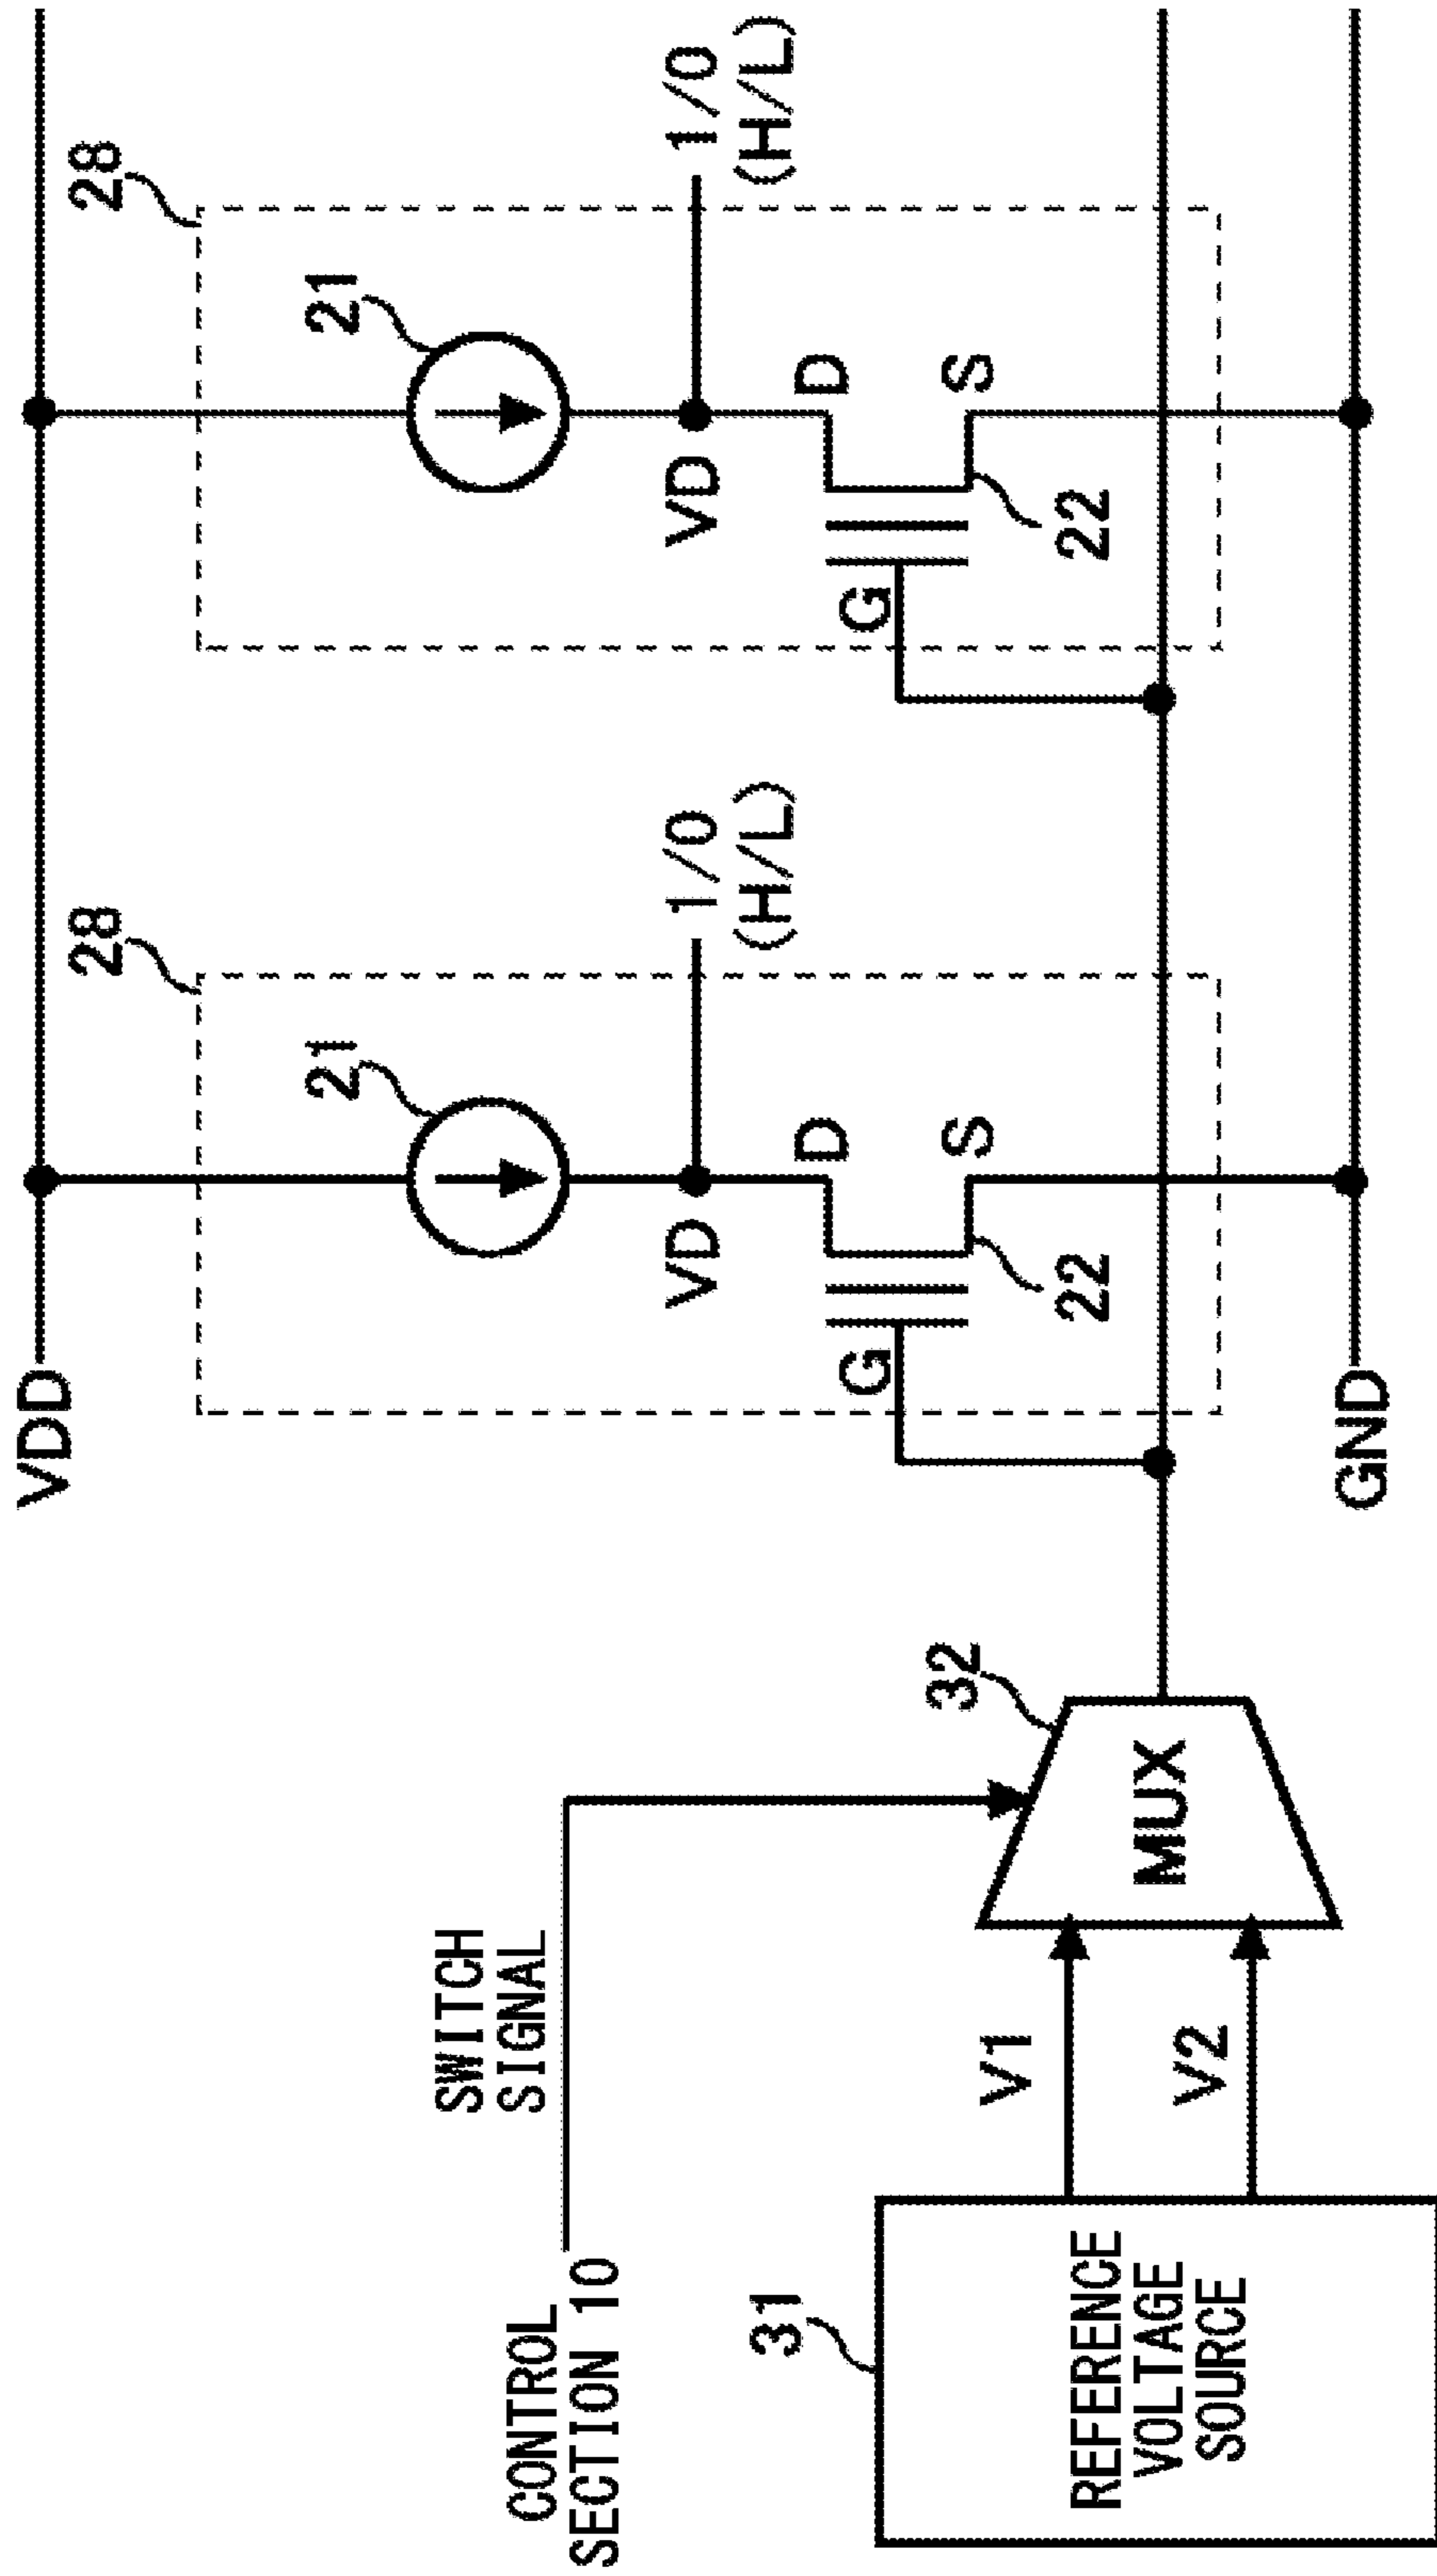 VDD
28
28
21
21
VD
1/0
(H/L)
VD
1/0
(H/L)
D
D
G
G
S
S
22
22
SWITCH
SIGNAL
CONTROL
SECTION 10
32
31
V1
V2
MUX
REFERENCE
VOLTAGE
SOURCE
GND